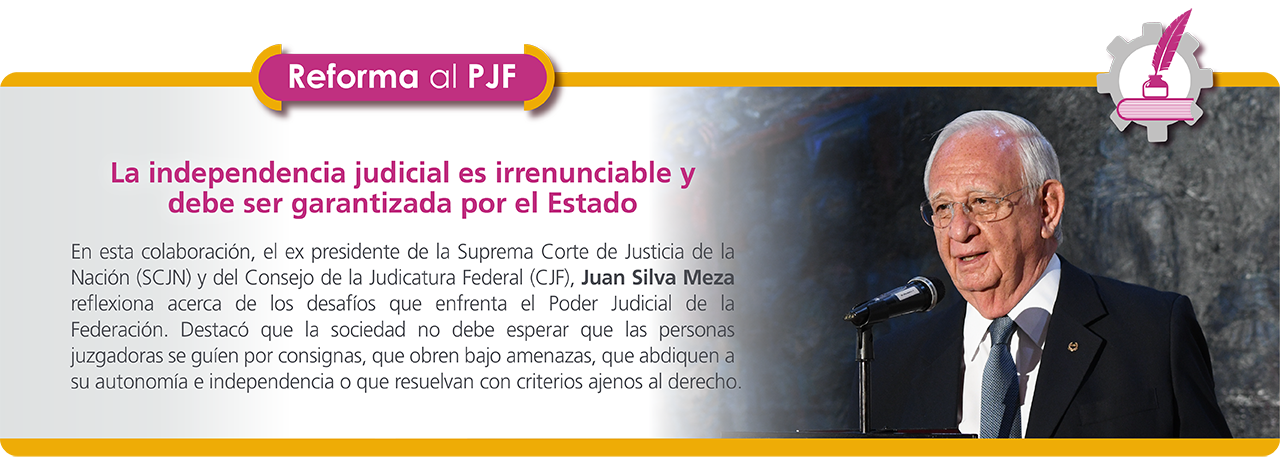 Reforma al PJF
La independencia judicial es irrenunciable y
debe ser garantizada por el Estado
En esta colaboración, el ex presidente de la Suprema Corte de Justicia de la
Nación (SCJN) y del Consejo de la Judicatura Federal (CJF), Juan Silva Meza
reflexiona acerca de los desafíos que enfrenta el Poder Judicial de la
Federación. Destacó que la sociedad no debe esperar que las personas
juzgadoras se guíen por consignas, que obren bajo amenazas, que abdiquen a
su autonomía e independencia o que resuelvan con criterios ajenos al derecho.